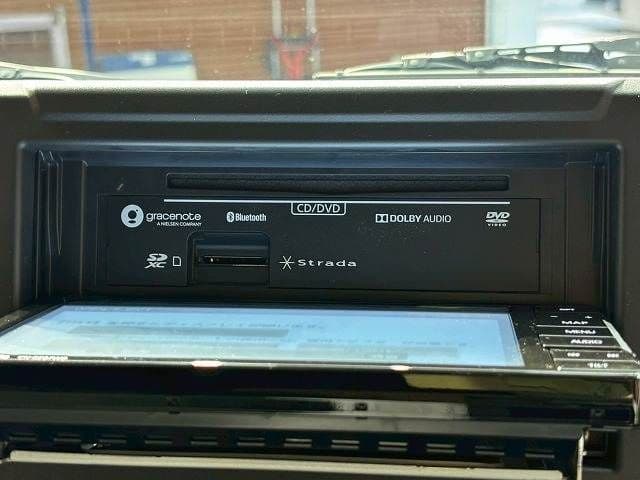 CD/DVD
gracenote
A NIELSEN COMPANY
Bluetooth
DOLBY AUDIO
DVD
VIDEO
SD
XC
Strada
- +
MAP
MENU
AUDIO